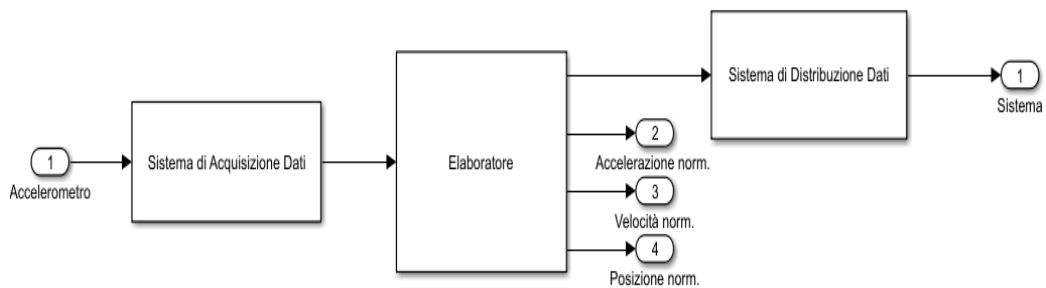 1
Accelerometro
Sistema di Acquisizione Dati
Elaboratore
Sistema di Distribuzione Dati
1
Sistema
2
Accelerazione norm.
3
Velocità norm.
4
Posizione norm.